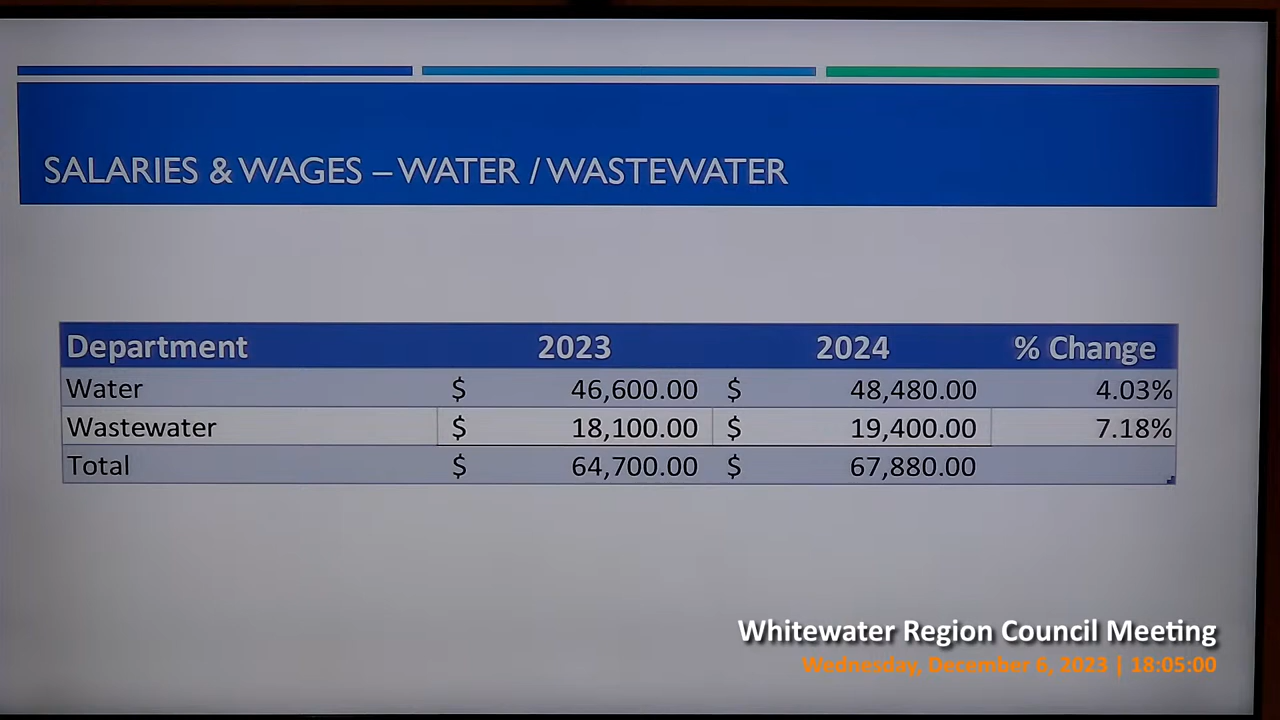 SALARIES & WAGES – WATER / WASTEWATER
Department 2023 2024 % Change
Water $ 46,600.00 $ 48,480.00 4.03%
Wastewater $ 18,100.00 $ 19,400.00 7.18%
Total $ 64,700.00 $ 67,880.00
Whitewater Region Council Meeting
Wednesday, December 6, 2023 | 18:05:00